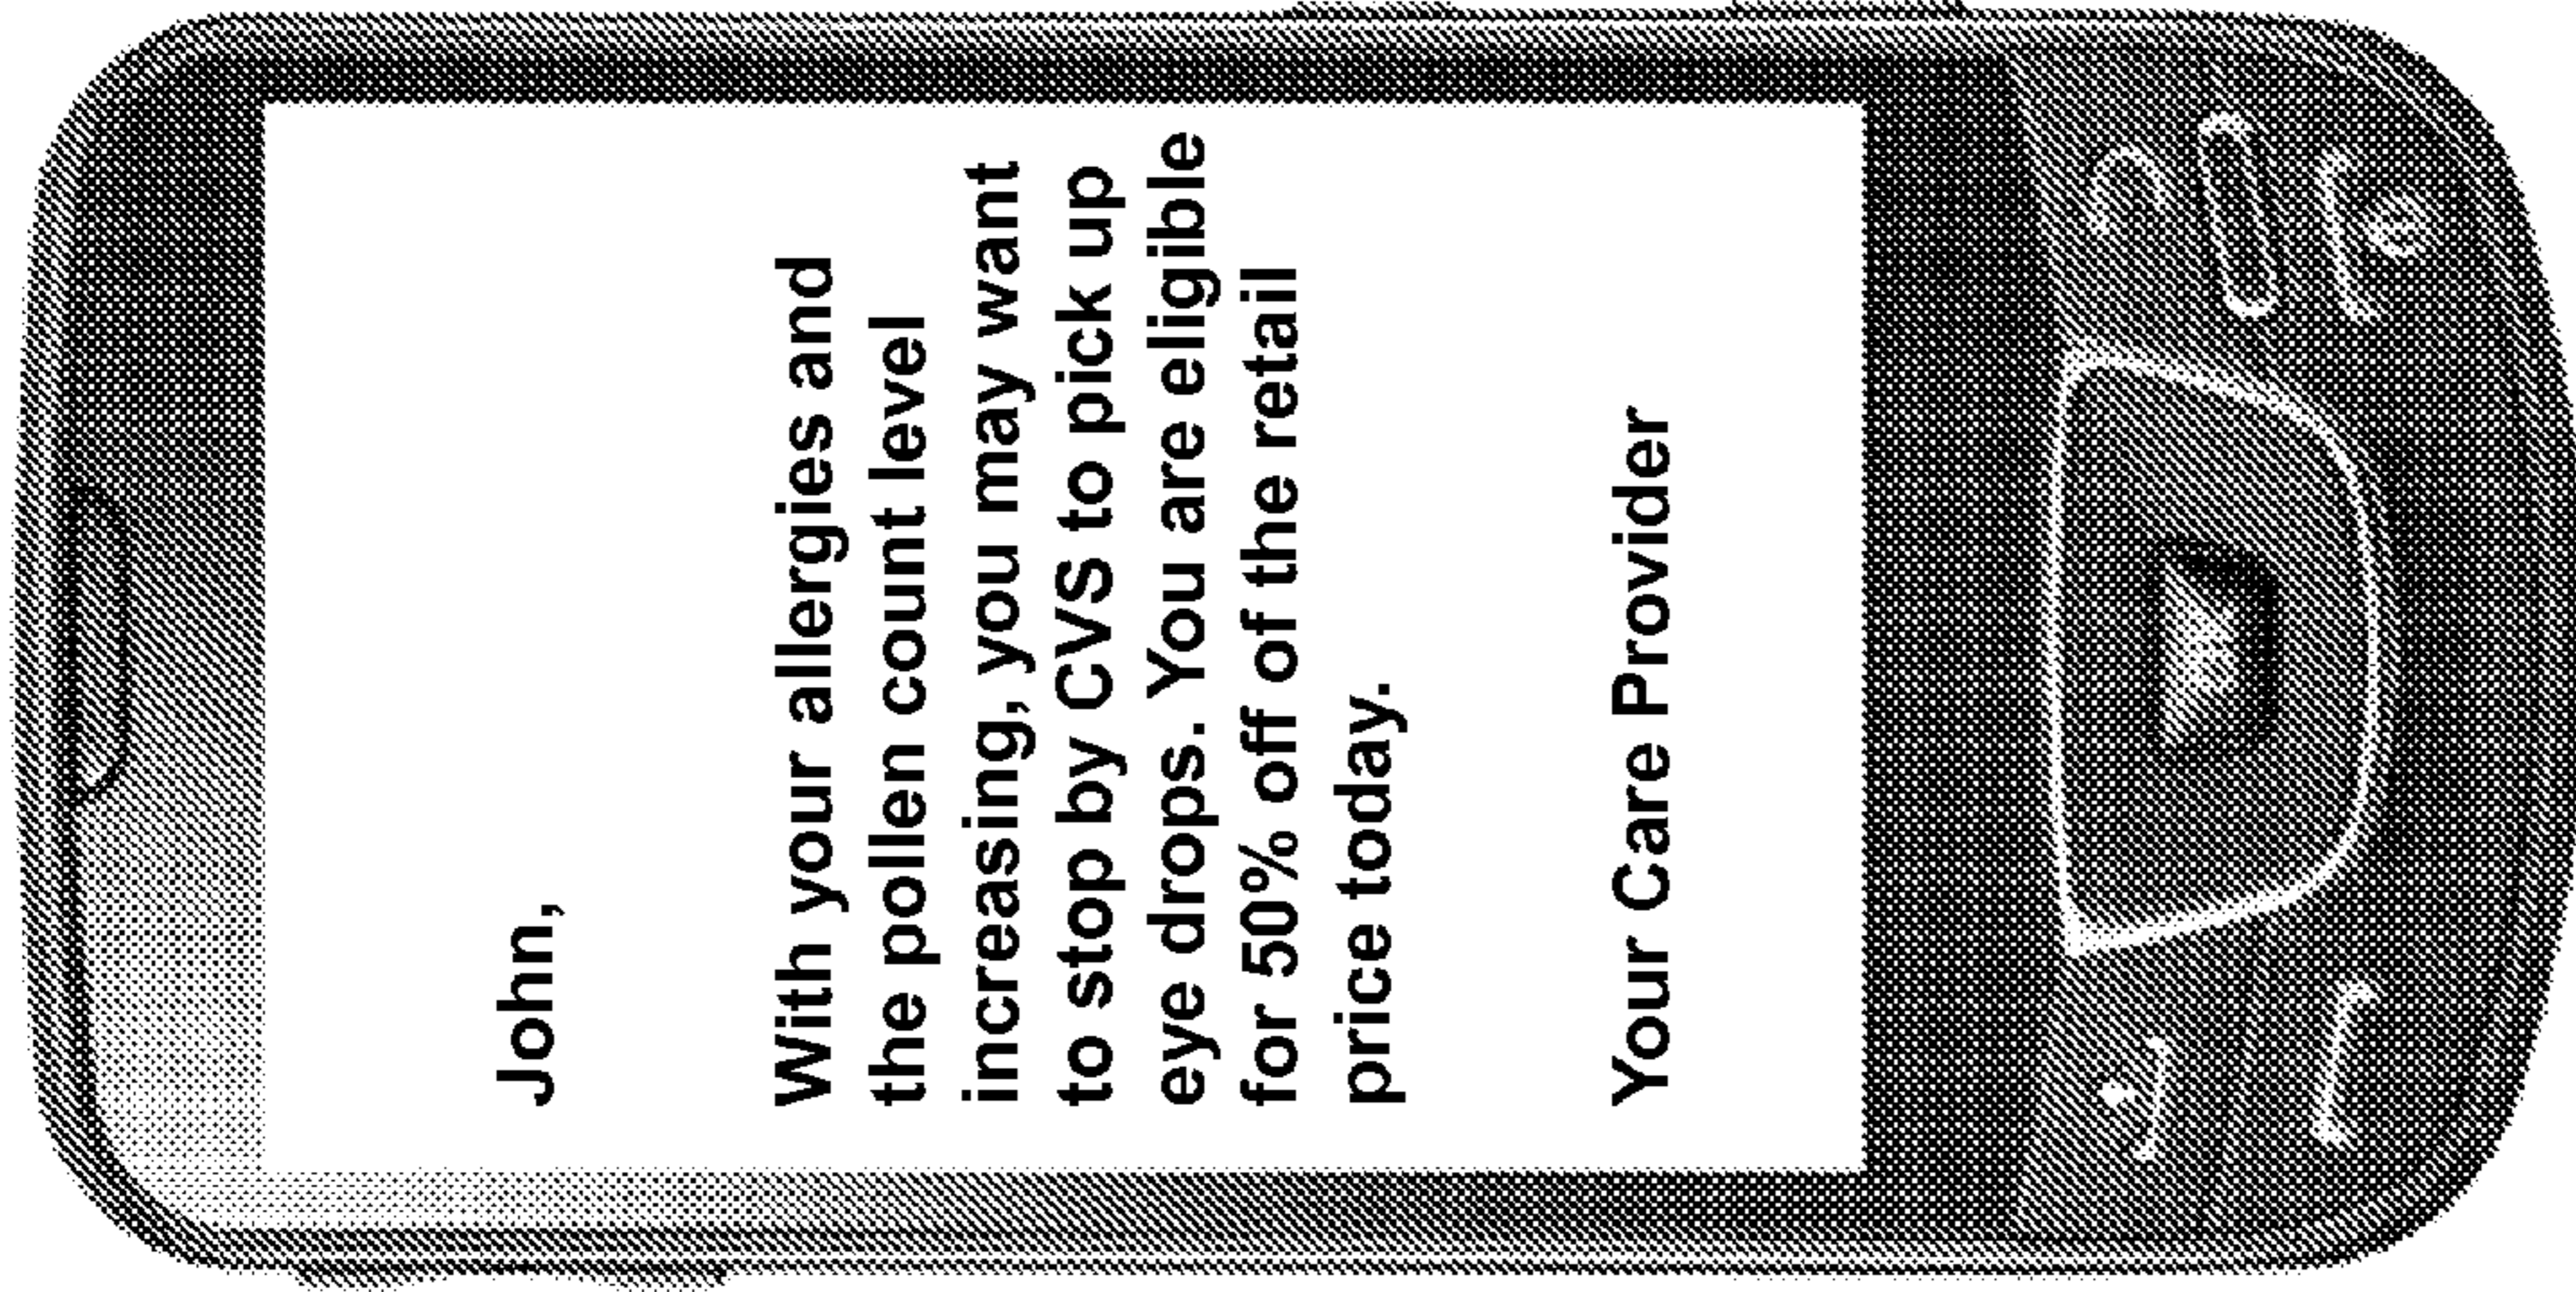 John,
With your allergies and
the pollen count level
increasing, you may want
to stop by CVS to pick up
eye drops. You are eligible
for 50% off of the retail
price today.
Your Care Provider